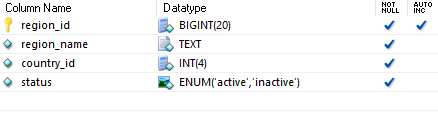 Column Name Datatype NOT NULL AUTO INC
region_id BIGINT(20)
region_name TEXT
country_id INT(4)
status ENUM('active','inactive')